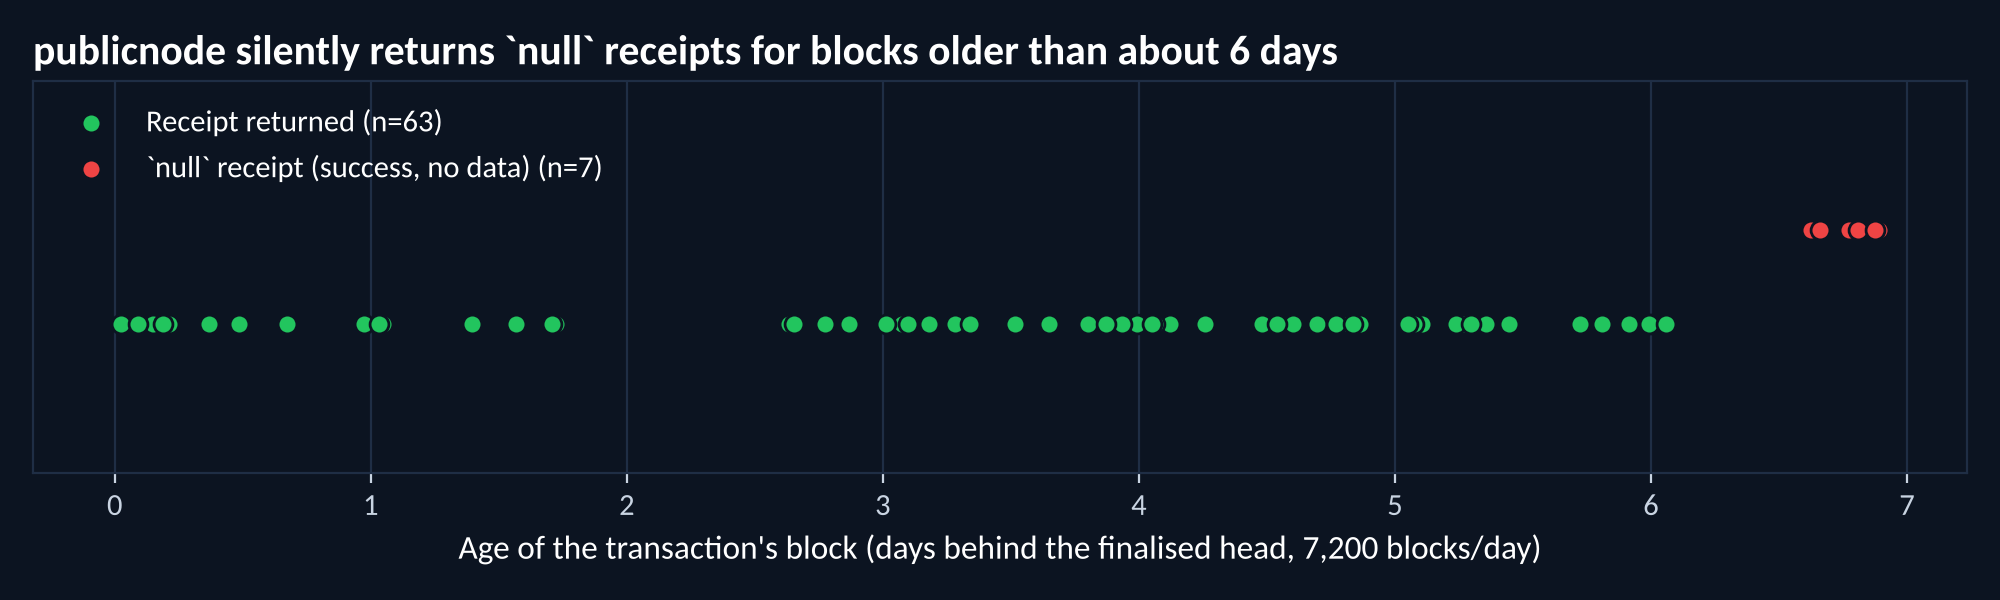 publicnode silently returns `null` receipts for blocks older than about 6 days
Receipt returned (n=63)
`null` receipt (success, no data) (n=7)
0 1 2 3 4 5 6 7
Age of the transaction's block (days behind the finalised head, 7,200 blocks/day)